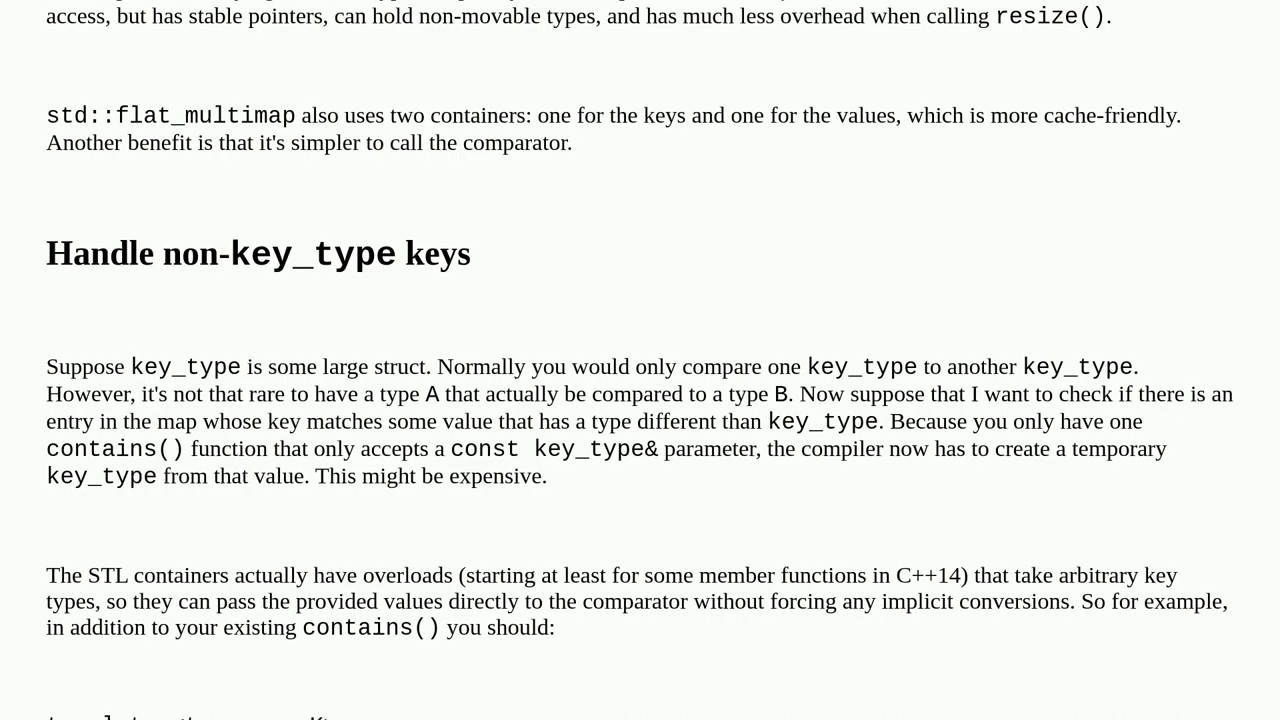 access, but has stable pointers, can hold non-movable types, and has much less overhead when calling resize().
std::flat_multimap also uses two containers: one for the keys and one for the values, which is more cache-friendly.
Another benefit is that it's simpler to call the comparator.
Handle non-key_type keys
Suppose key_type is some large struct. Normally you would only compare one key_type to another key_type.
However, it's not that rare to have a type A that actually be compared to a type B. Now suppose that I want to check if there is an
entry in the map whose key matches some value that has a type different than key_type. Because you only have one
contains() function that only accepts a const key_type& parameter, the compiler now has to create a temporary
key_type from that value. This might be expensive.
The STL containers actually have overloads (starting at least for some member functions in C++14) that take arbitrary key
types, so they can pass the provided values directly to the comparator without forcing any implicit conversions. So for example,
in addition to your existing contains() you should: